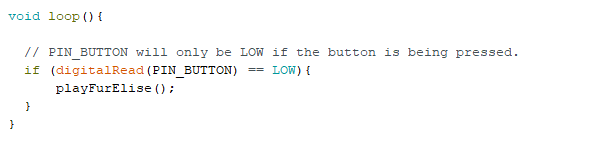 void loop(){
// PIN_BUTTON will only be LOW if the button is being pressed.
if (digitalRead(PIN_BUTTON) == LOW){
playFurElise();
}
}